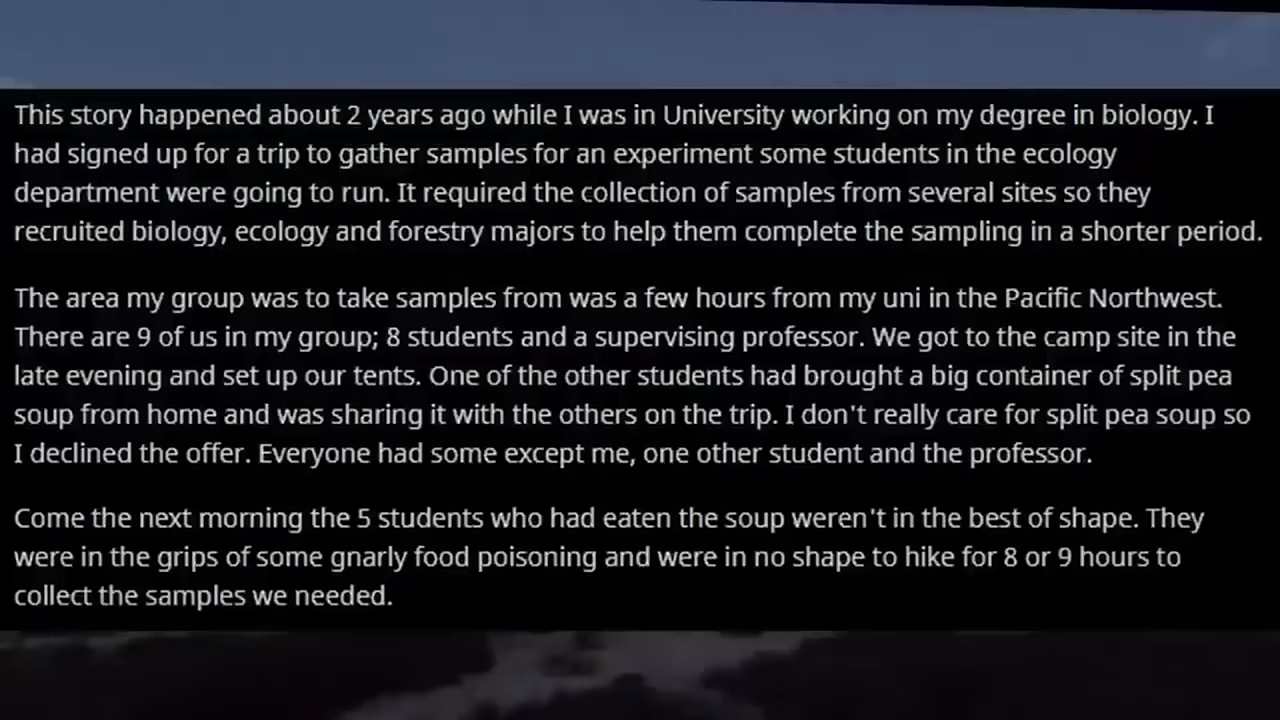 This story happened about 2 years ago while I was in University working on my degree in biology. I
had signed up for a trip to gather samples for an experiment some students in the ecology
department were going to run. It required the collection of samples from several sites so they
recruited biology, ecology and forestry majors to help them complete the sampling in a shorter period.
The area my group was to take samples from was a few hours from my uni in the Pacific Northwest.
There are 9 of us in my group; 8 students and a supervising professor. We got to the camp site in the
late evening and set up our tents. One of the other students had brought a big container of split pea
soup from home and was sharing it with the others on the trip. I don't really care for split pea soup so
I declined the offer. Everyone had some except me, one other student and the professor.
Come the next morning the 5 students who had eaten the soup weren't in the best of shape. They
were in the grips of some gnarly food poisoning and were in no shape to hike for 8 or 9 hours to
collect the samples we needed.